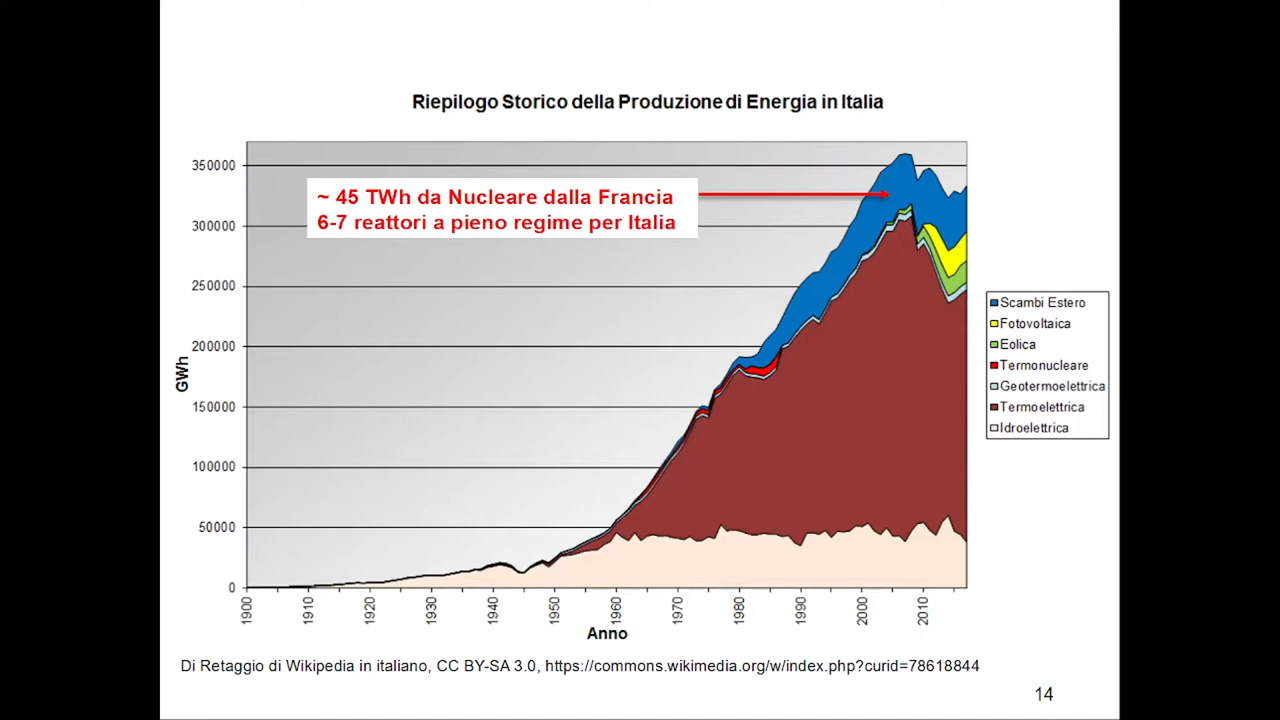 Riepilogo Storico della Produzione di Energia in Italia
~ 45 TWh da Nucleare dalla Francia
6-7 reattori a pieno regime per Italia
350000
300000
250000
200000
150000
100000
50000
0
GWh
1900
1910
1920
1930
1940
1950
1960
1970
1980
1990
2000
2010
Anno
Scambi Estero
Fotovoltaica
Eolica
Termonucleare
Geotermoelettrica
Termoelettrica
Idroelettrica
Di Retaggio di Wikipedia in italiano, CC BY-SA 3.0, https://commons.wikimedia.org/w/index.php?curid=78618844
14